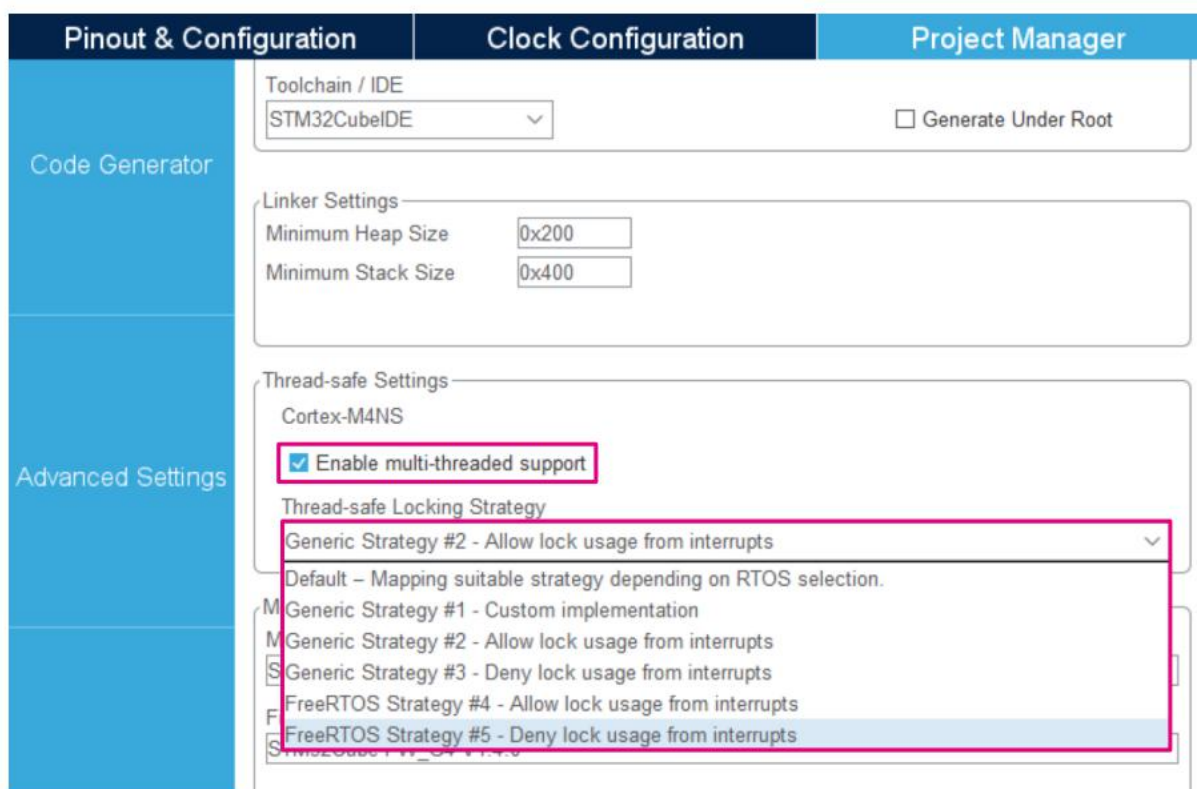 Pinout & Configuration
Clock Configuration
Project Manager
Toolchain / IDE
STM32CubeIDE
Generate Under Root
Code Generator
Linker Settings
Minimum Heap Size
0x200
Minimum Stack Size
0x400
Thread-safe Settings
Cortex-M4NS
Enable multi-threaded support
Advanced Settings
Thread-safe Locking Strategy
Generic Strategy #2 - Allow lock usage from interrupts
Default – Mapping suitable strategy depending on RTOS selection.
Generic Strategy #1 - Custom implementation
Generic Strategy #2 - Allow lock usage from interrupts
Generic Strategy #3 - Deny lock usage from interrupts
FreeRTOS Strategy #4 - Allow lock usage from interrupts
FreeRTOS Strategy #5 - Deny lock usage from interrupts